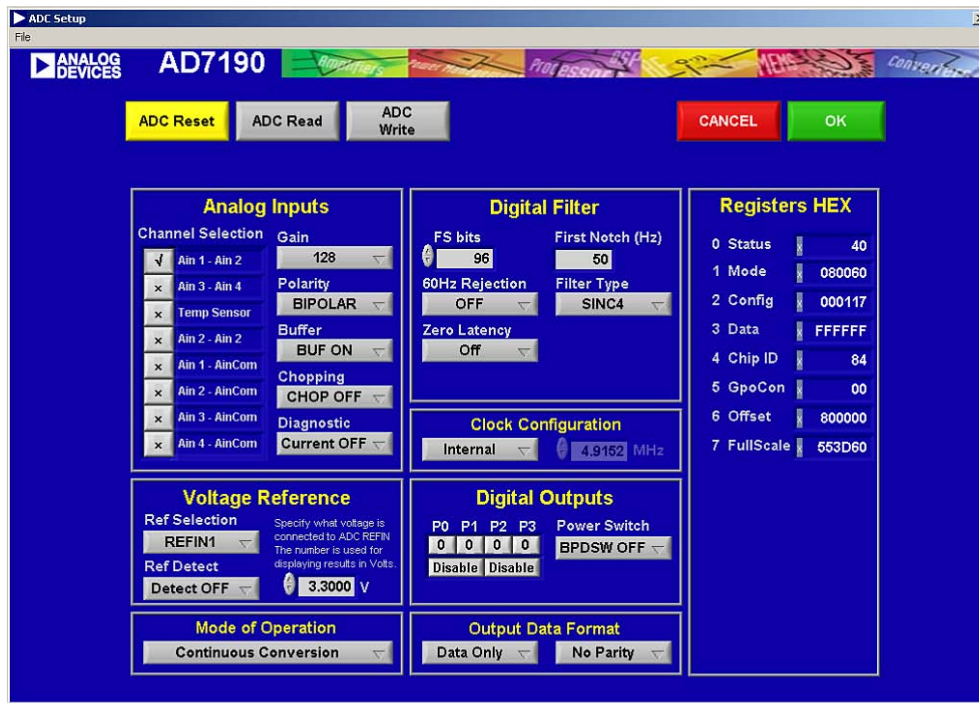 ADC Setup
File
ANALOG DEVICES
AD7190
Amplifiers Power Management Processors DSP MEMS Converters
ADC Reset
ADC Read
ADC Write
CANCEL
OK
Analog Inputs
Channel Selection
√ Ain 1 - Ain 2
× Ain 3 - Ain 4
× Temp Sensor
× Ain 2 - Ain 2
× Ain 1 - AinCom
× Ain 2 - AinCom
× Ain 3 - AinCom
× Ain 4 - AinCom
Gain
128
Polarity
BIPOLAR
Buffer
BUF ON
Chopping
CHOP OFF
Diagnostic
Current OFF
Digital Filter
FS bits
96
First Notch (Hz)
50
60Hz Rejection
OFF
Filter Type
SINC4
Zero Latency
Off
Clock Configuration
Internal
4.9152 MHz
Registers HEX
0 Status x 40
1 Mode x 080060
2 Config x 000117
3 Data x FFFFFF
4 Chip ID x 84
5 GpoCon x 00
6 Offset x 800000
7 FullScale x 553D60
Voltage Reference
Ref Selection
REFIN1
Ref Detect
Detect OFF
Specify what voltage is
connected to ADC REFIN
The number is used for
displaying results in Volts.
3.3000 V
Digital Outputs
P0 P1 P2 P3
0 0 0 0
Disable Disable
Power Switch
BPDSW OFF
Mode of Operation
Continuous Conversion
Output Data Format
Data Only
No Parity